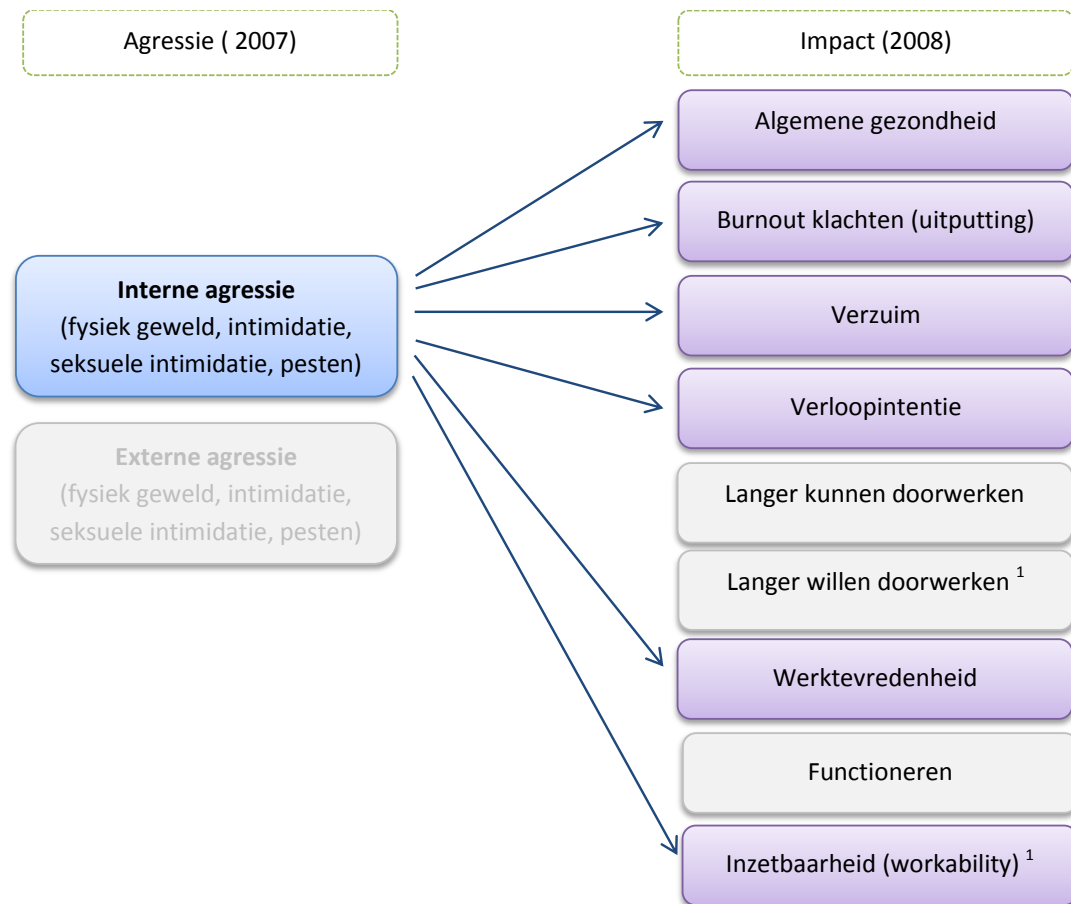 Agressie ( 2007)
Impact (2008)
Algemene gezondheid
Burnout klachten (uitputting)
Interne agressie
(fysiek geweld, intimidatie,
seksuele intimidatie, pesten)
Verzuim
Verloopintentie
Externe agressie
(fysiek geweld, intimidatie,
seksuele intimidatie, pesten)
Langer kunnen doorwerken
Langer willen doorwerken 1
Werktevredenheid
Functioneren
Inzetbaarheid (workability) 1